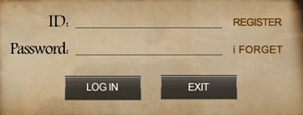 ID: REGISTER
Password: i FORGET
LOG IN EXIT